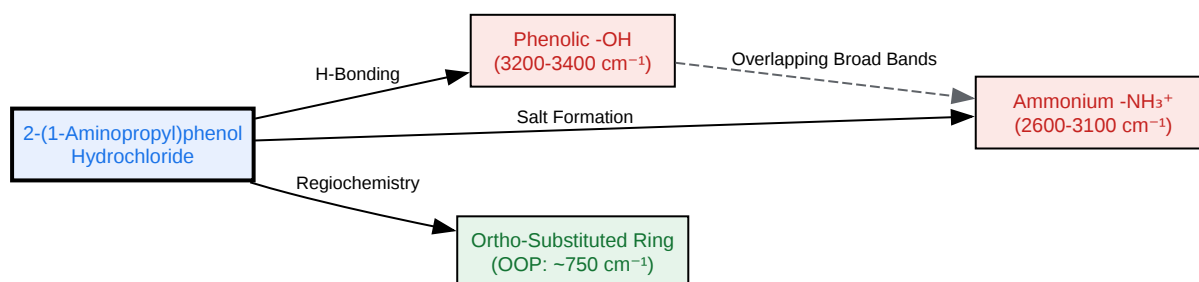 Phenolic -OH
(3200-3400 cm⁻¹)
Overlapping Broad Bands
H-Bonding
Ammonium -NH₃⁺
(2600-3100 cm⁻¹)
Salt Formation
2-(1-Aminopropyl)phenol
Hydrochloride
Regiochemistry
Ortho-Substituted Ring
(OOP: ~750 cm⁻¹)